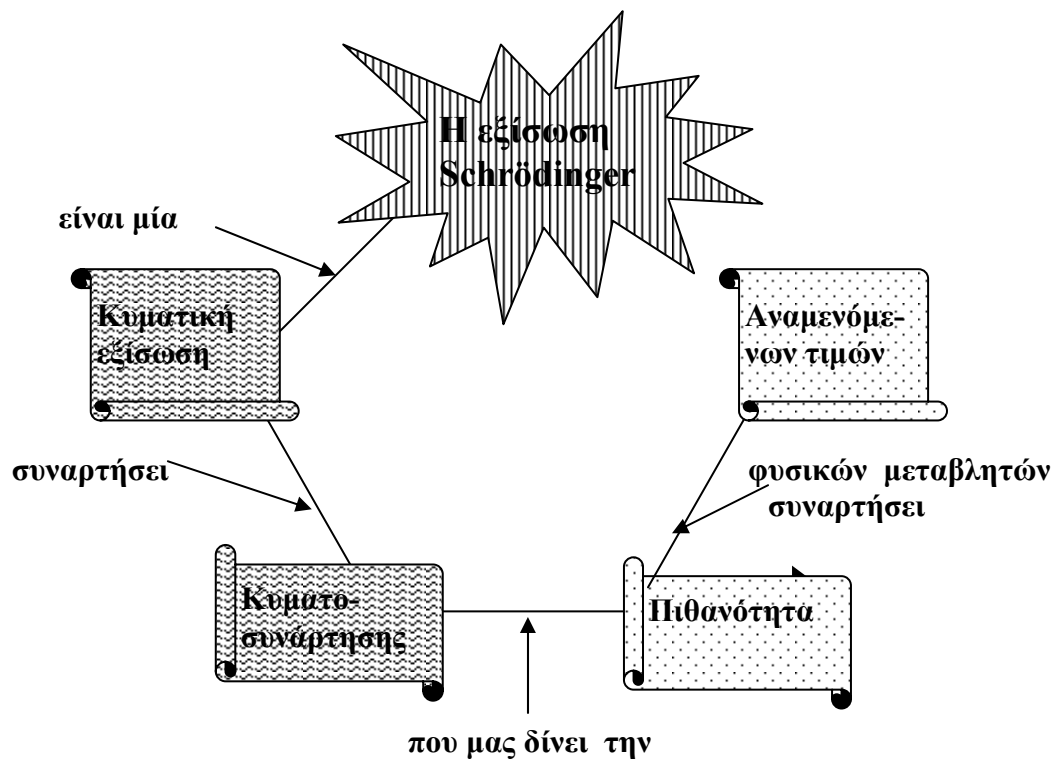 Η εξίσωση
Schrödinger
είναι μία
Κυματική
εξίσωση
συναρτήσει
Κυματο-
συνάρτησης
που μας δίνει την
Πιθανότητα
φυσικών μεταβλητών
συναρτήσει
Αναμενόμε-
νων τιμών